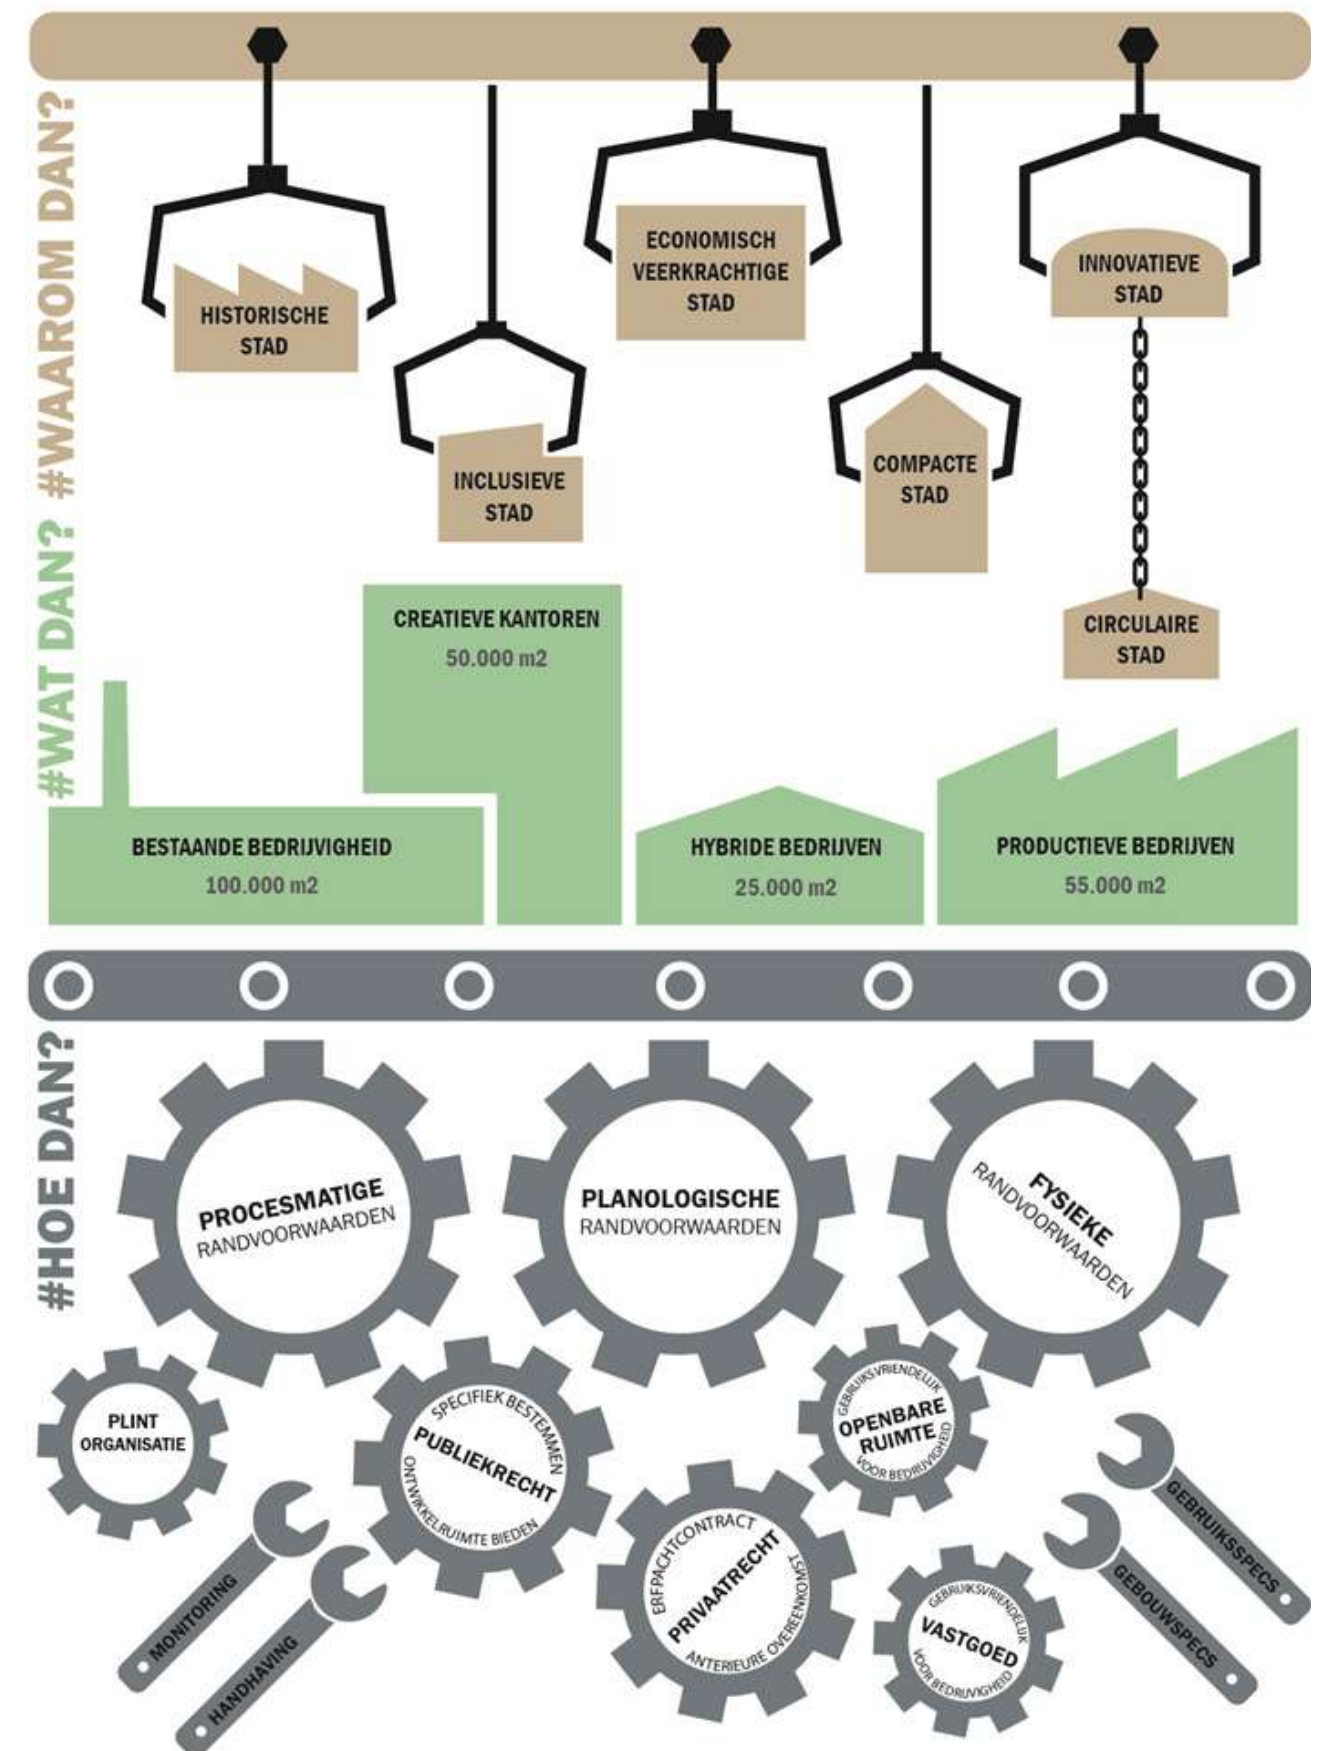 #WAAROM DAN?
HISTORISCHE
STAD
INCLUSIEVE
STAD
ECONOMISCH
VEERKRACHTIGE
STAD
COMPACTE
STAD
INNOVATIEVE
STAD
CIRCULAIRE
STAD
#WAT DAN?
CREATIEVE KANTOREN
50.000 m2
BESTAANDE BEDRIJVIGHEID
100.000 m2
HYBRIDE BEDRIJVEN
25.000 m2
PRODUCTIEVE BEDRIJVEN
55.000 m2
#HOE DAN?
PROCESMATIGE
RANDVOORWAARDEN
PLANOLOGISCHE
RANDVOORWAARDEN
FYSIEKE
RANDVOORWAARDEN
PLINT
ORGANISATIE
SPECIFIEK BESTEMMEN
PUBLIEKRECHT
ONTWIKKELRUIMTE BIEDEN
ERFPACHTCONTRACT
PRIVAATRECHT
ANTERIEURE OVEREENKOMST
GEBRUIKSVRIENDELIJK
OPENBARE
RUIMTE
VOOR BEDRIJVIGHEID
GEBRUIKSVRIENDELIJK
VASTGOED
VOOR BEDRIJVIGHEID
MONITORING
HANDHAVING
GEBRUIKSSPECS
GEBOUWSPECS